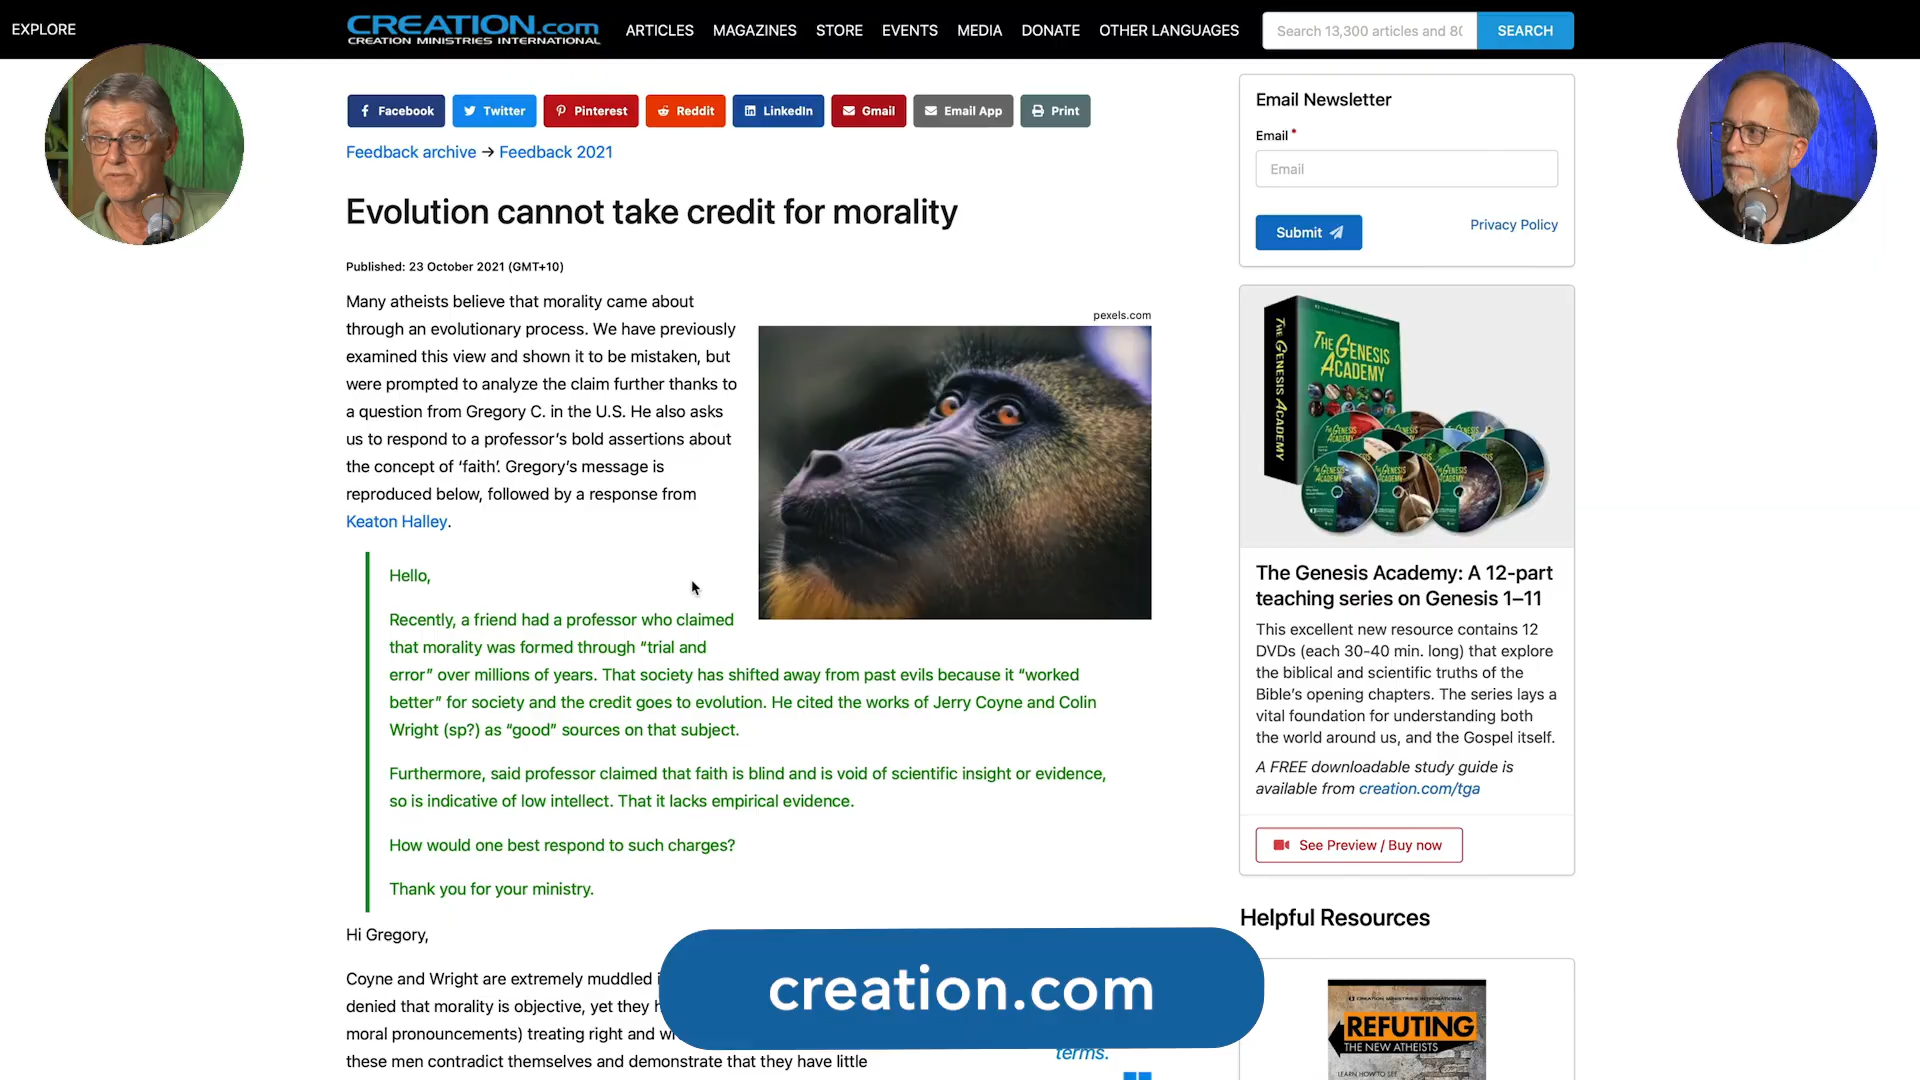 EXPLORE
CREATION.com
CREATION MINISTRIES INTERNATIONAL
ARTICLES
MAGAZINES
STORE
EVENTS
MEDIA
DONATE
OTHER LANGUAGES
Search 13,300 articles and 80
SEARCH
Facebook
Twitter
Pinterest
Reddit
LinkedIn
Gmail
Email App
Print
Feedback archive → Feedback 2021
Evolution cannot take credit for morality
Published: 23 October 2021 (GMT+10)
Many atheists believe that morality came about
through an evolutionary process. We have previously
examined this view and shown it to be mistaken, but
were prompted to analyze the claim further thanks to
a question from Gregory C. in the U.S. He also asks
us to respond to a professor’s bold assertions about
the concept of ‘faith’. Gregory’s message is
reproduced below, followed by a response from
Keaton Halley.
pexels.com
Hello,
Recently, a friend had a professor who claimed
that morality was formed through “trial and
error” over millions of years. That society has shifted away from past evils because it “worked
better” for society and the credit goes to evolution. He cited the works of Jerry Coyne and Colin
Wright (sp?) as “good” sources on that subject.
Furthermore, said professor claimed that faith is blind and is void of scientific insight or evidence,
so is indicative of low intellect. That it lacks empirical evidence.
How would one best respond to such charges?
Thank you for your ministry.
Hi Gregory,
Coyne and Wright are extremely muddled
denied that morality is objective, yet they
moral pronouncements) treating right and
these men contradict themselves and demonstrate that they have little
terms.
creation.com
Email Newsletter
Email *
Email
Submit
Privacy Policy
THE GENESIS ACADEMY
THE GENESIS ACADEMY
The Genesis Academy: A 12-part
teaching series on Genesis 1–11
This excellent new resource contains 12
DVDs (each 30-40 min. long) that explore
the biblical and scientific truths of the
Bible’s opening chapters. The series lays a
vital foundation for understanding both
the world around us, and the Gospel itself.
A FREE downloadable study guide is
available from creation.com/tga
See Preview / Buy now
Helpful Resources
CREATION MINISTRIES INTERNATIONAL
REFUTING
THE NEW ATHEISTS
LEARN HOW TO SET